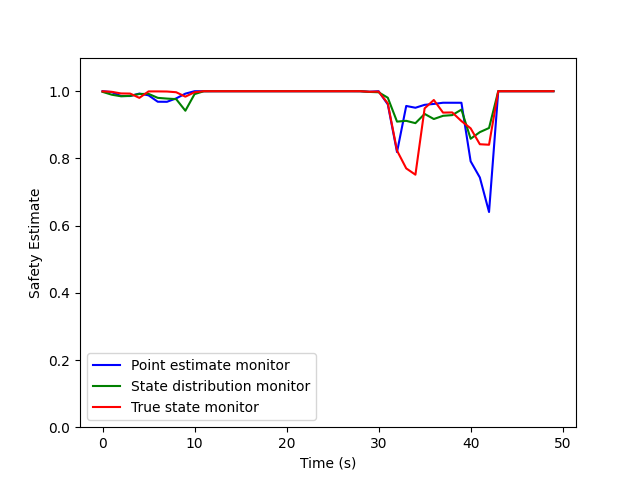 1.0
0.8
0.6
0.4
0.2
0.0
Safety Estimate
Point estimate monitor
State distribution monitor
True state monitor
0 10 20 30 40 50
Time (s)